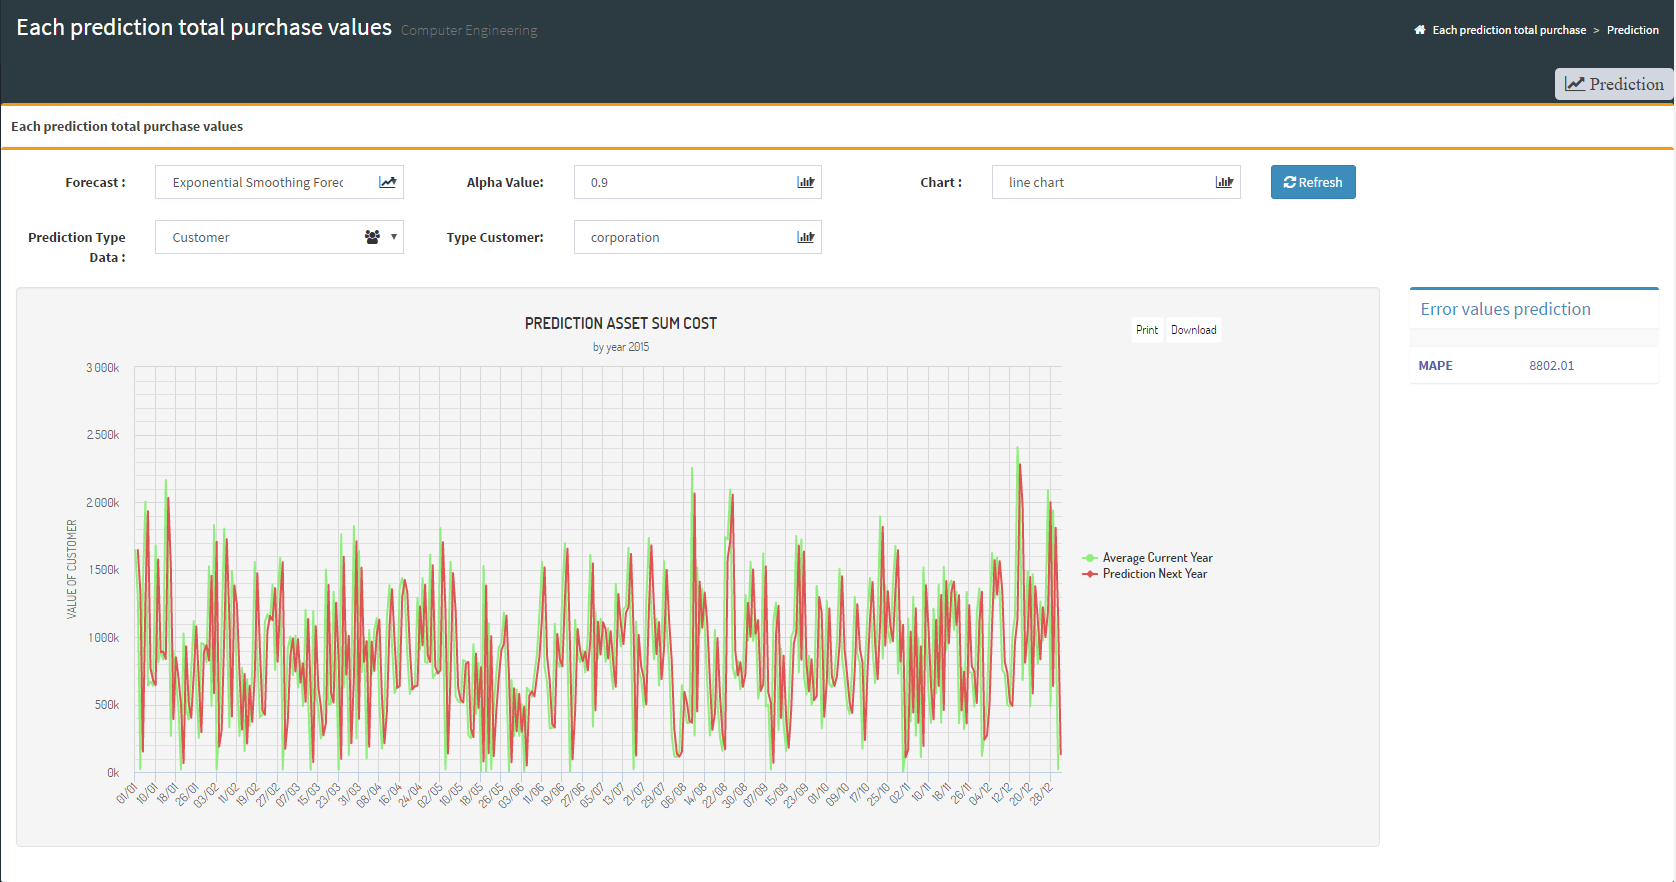 Each prediction total purchase values Computer Engineering
Each prediction total purchase > Prediction
Prediction
Each prediction total purchase values
Forecast : Exponential Smoothing Forec Alpha Value: 0.9 Chart : line chart Refresh
Prediction Type Data : Customer Type Customer: corporation
PREDICTION ASSET SUM COST
by year 2015
Print Download
Error values prediction
MAPE 8802.01
VALUE OF CUSTOMER
3 000k
2 500k
2 000k
1 500k
1 000k
500k
0k
Average Current Year
Prediction Next Year
01/01 10/01 18/01 26/01 03/02 11/02 19/02 27/02 07/03 15/03 23/03 31/03 08/04 16/04 24/04 02/05 10/05 18/05 26/05 03/06 11/06 19/06 27/06 05/07 13/07 21/07 29/07 06/08 14/08 22/08 30/08 07/09 15/09 23/09 01/10 09/10 17/10 25/10 02/11 10/11 18/11 26/11 04/12 12/12 20/12 28/12